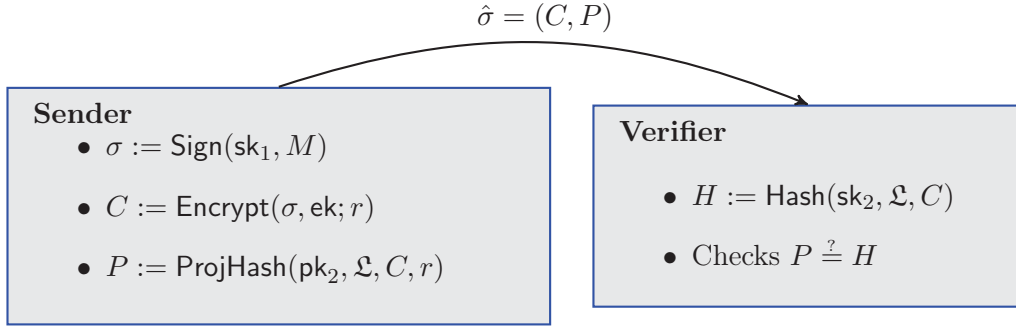 σ̂ = (C, P)
Sender
• σ := Sign(sk₁, M)
• C := Encrypt(σ, ek; r)
• P := ProjHash(pk₂, 𝔏, C, r)
Verifier
• H := Hash(sk₂, 𝔏, C)
• Checks P ≟ H